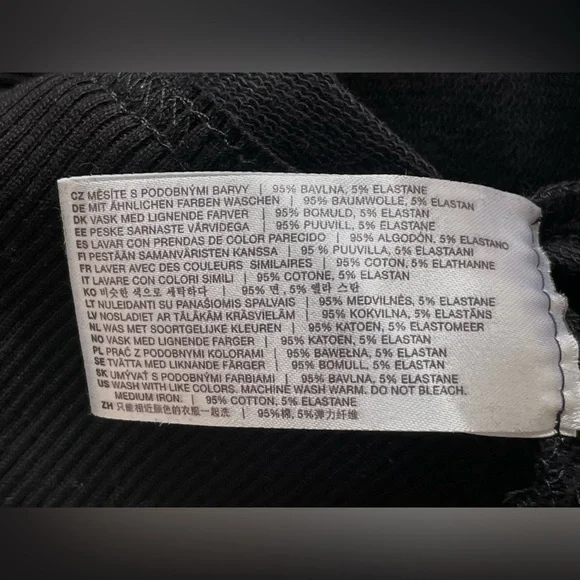 CZ MĚSÍTE S PODOBNÝMI BARVY | 95% BAVLNA, 5% ELASTANE
DE MIT ÄHNLICHEN FARBEN WASCHEN | 95% BAUMWOLLE, 5% ELASTAN
DK VASK MED LIGNENDE FARVER | 95% BOMULD, 5% ELASTAN
EE PESKE SARNASTE VÄRVIDEGA | 95% PUUVILL, 5% ELASTAN
ES LAVAR CON PRENDAS DE COLOR PARECIDO | 95% ALGODÓN, 5% ELASTANO
FI PESTÄÄN SAMANVÄRISTEN KANSSA | 95% PUUVILLA, 5% ELASTAANI
FR LAVER AVEC DES COULEURS SIMILAIRES | 95% COTON, 5% ELATHANNE
IT LAVARE CON COLORI SIMILI | 95% COTONE, 5% ELASTAN
KO 비슷한 색으로 세탁하다 | 95% 면, 5% 엘라 스탄
LT NULEIDANTI SU PANAŠIOMIS SPALVAIS | 95% MEDVILNĖS, 5% ELASTANE
LV NOSLADIET AR TĀLĀKĀM KRĀSVIELĀM | 95% KOKVILNA, 5% ELASTĀNS
NL WAS MET SOORTGELIJKE KLEUREN | 95% KATOEN, 5% ELASTOMEER
NO VASK MED LIGNENDE FARGER | 95% KATOEN, 5% ELASTAN
PL PRAĆ Z PODOBNYMI KOLORAMI | 95% BAWEŁNA, 5% ELASTAN
SE TVÄTTA MED LIKNANDE FÄRGER | 95% BOMULL, 5% ELASTAN
SK UMÝVAŤ S PODOBNÝMI FARBIAMI | 95% BAVLNA, 5% ELASTANE
US WASH WITH LIKE COLORS. MACHINE WASH WARM. DO NOT BLEACH.
MEDIUM IRON. | 95% COTTON, 5% ELASTANE
ZH 只能相近颜色的衣服一起洗 | 95%棉, 5%弹力纤维